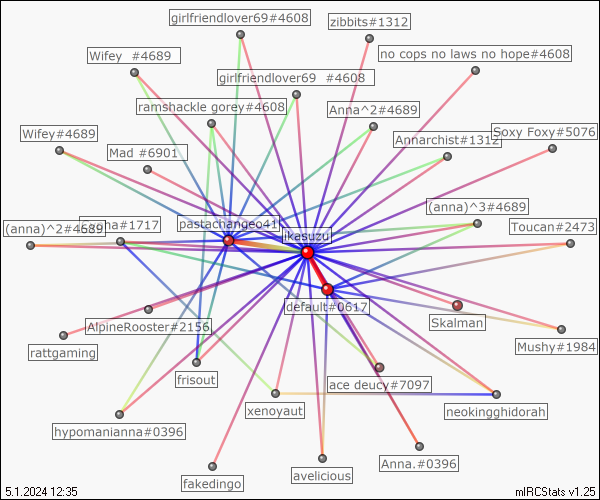 girlfriendlover69#4608
zibbits#1312
Wifey #4689
no cops no laws no hope#4608
girlfriendlover69 #4608
ramshackle gorey#4608
Anna^2#4689
Wifey#4689
Mad #6901
Annarchist#1312
Soxy Foxy#5076
(anna)^3#4689
(anna)^2#4689
#1717
pastachangeo41
ikasuzu
Toucan#2473
default#0617
AlpineRooster#2156
Skalman
rattgaming
Mushy#1984
frisout
ace deucy#7097
xenoyaut
neokingghidorah
hypomanianna#0396
Anna.#0396
fakedingo
avelicious
5.1.2024 12:35
mIRCStats v1.25